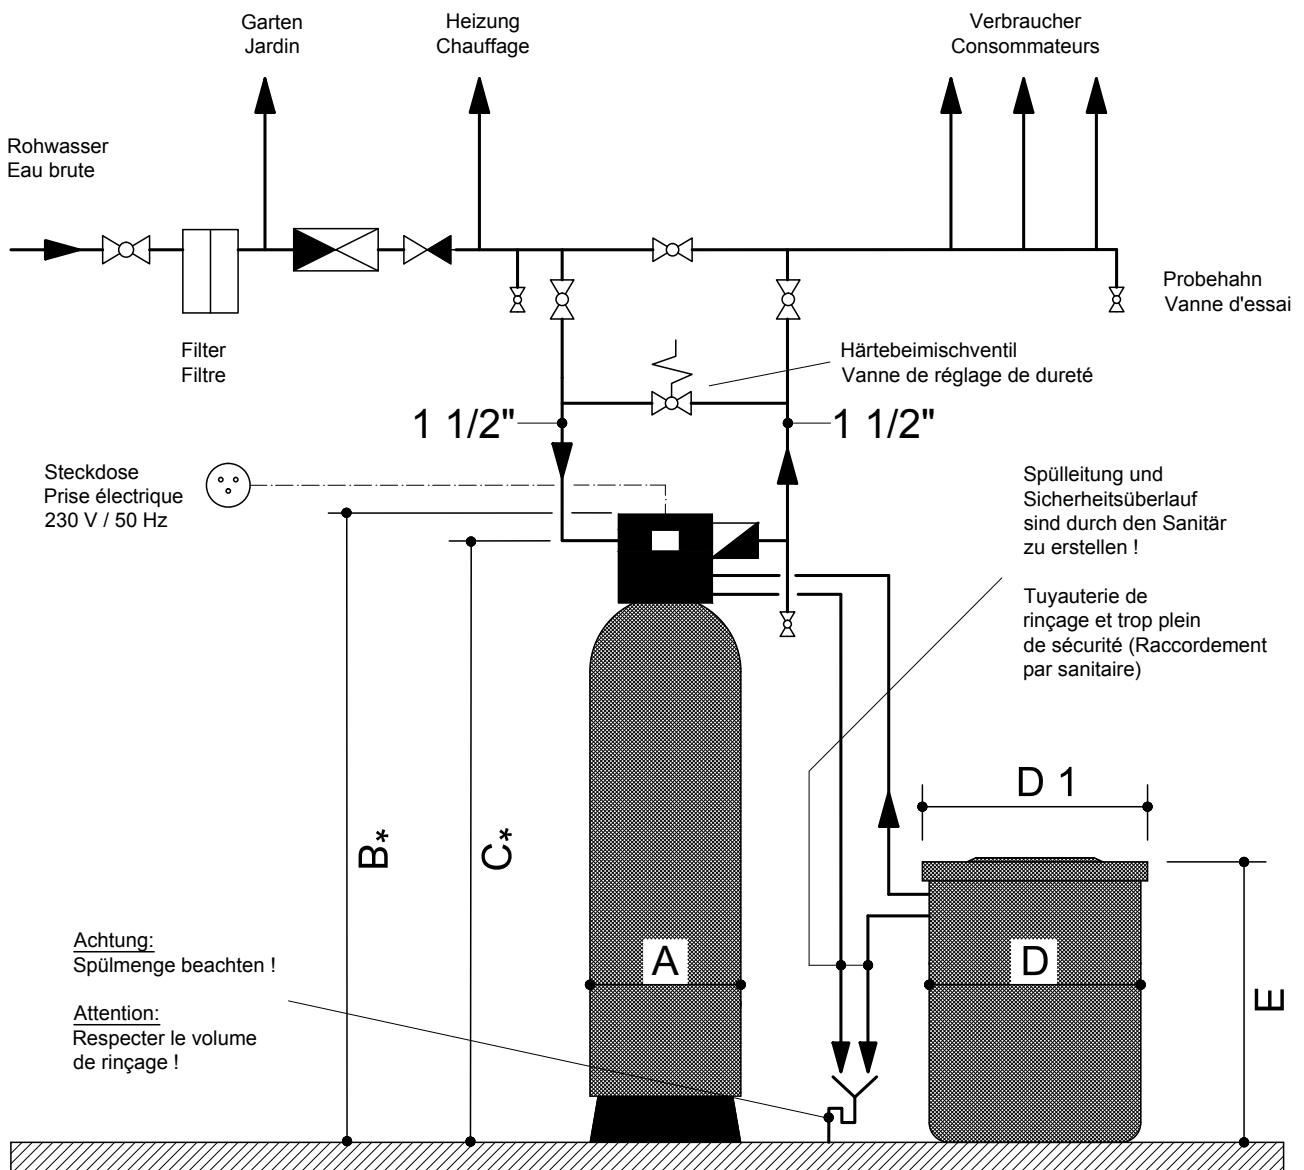 Garten
Jardin
Heizung
Chauffage
Verbraucher
Consommateurs
Rohwasser
Eau brute
Probehahn
Vanne d'essai
Filter
Filtre
Härtebeimischventil
Vanne de réglage de dureté
1 1/2"
1 1/2"
Steckdose
Prise électrique
230 V / 50 Hz
Spülleitung und
Sicherheitsüberlauf
sind durch den Sanitär
zu erstellen !
Tuyauterie de
rinçage et trop plein
de sécurité (Raccordement
par sanitaire)
D 1
B*
C*
A
D
E
Achtung:
Spülmenge beachten !
Attention:
Respecter le volume
de rinçage !